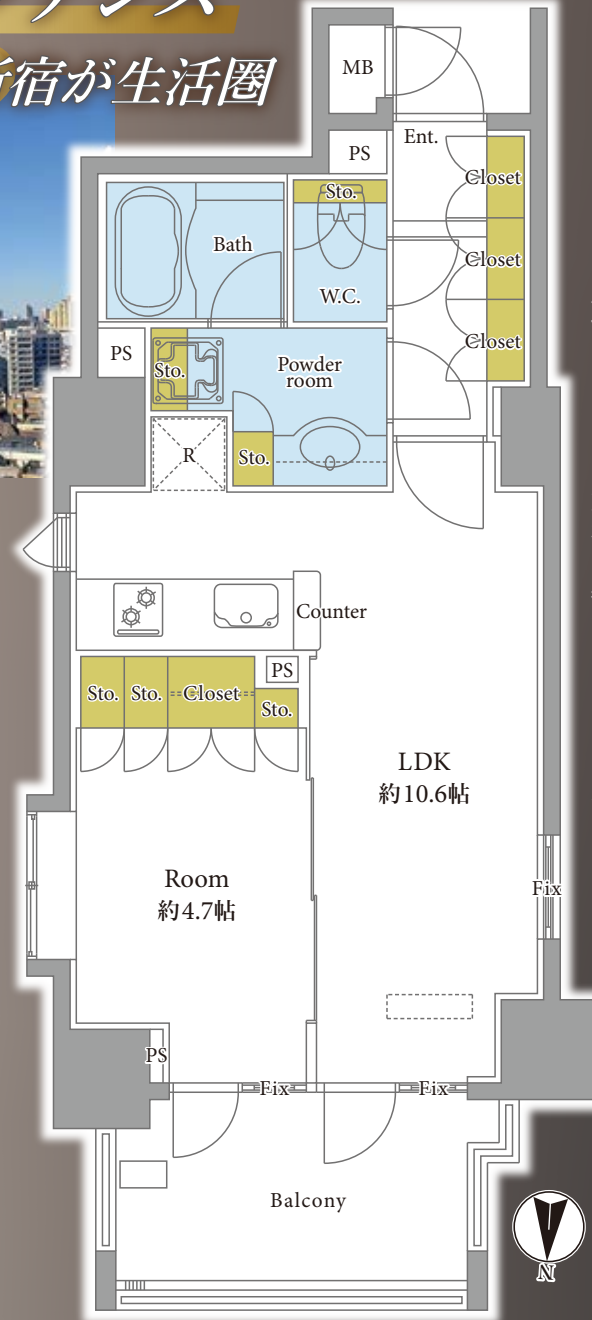 宿が生活圏
MB
Ent.
PS
Closet
Sto.
Bath
Closet
W.C.
Closet
PS
Sto.
Powder
room
R
Sto.
Counter
PS
Sto.
Sto.
Closet
Sto.
LDK
約10.6帖
Room
約4.7帖
Fix
PS
Fix
Fix
Balcony
N